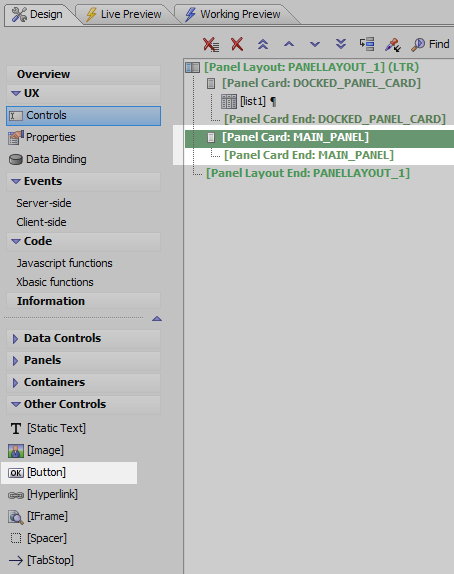 Design
Live Preview
Working Preview
Find
Overview
UX
Controls
Properties
Data Binding
Events
Server-side
Client-side
Code
Javascript functions
Xbasic functions
Information
Data Controls
Panels
Containers
Other Controls
T [Static Text]
[Image]
OK [Button]
[Hyperlink]
[IFrame]
[Spacer]
[TabStop]
[Panel Layout: PANELLAYOUT_1] (LTR)
[Panel Card: DOCKED_PANEL_CARD]
[list1] ¶
[Panel Card End: DOCKED_PANEL_CARD]
[Panel Card: MAIN_PANEL]
[Panel Card End: MAIN_PANEL]
[Panel Layout End: PANELLAYOUT_1]